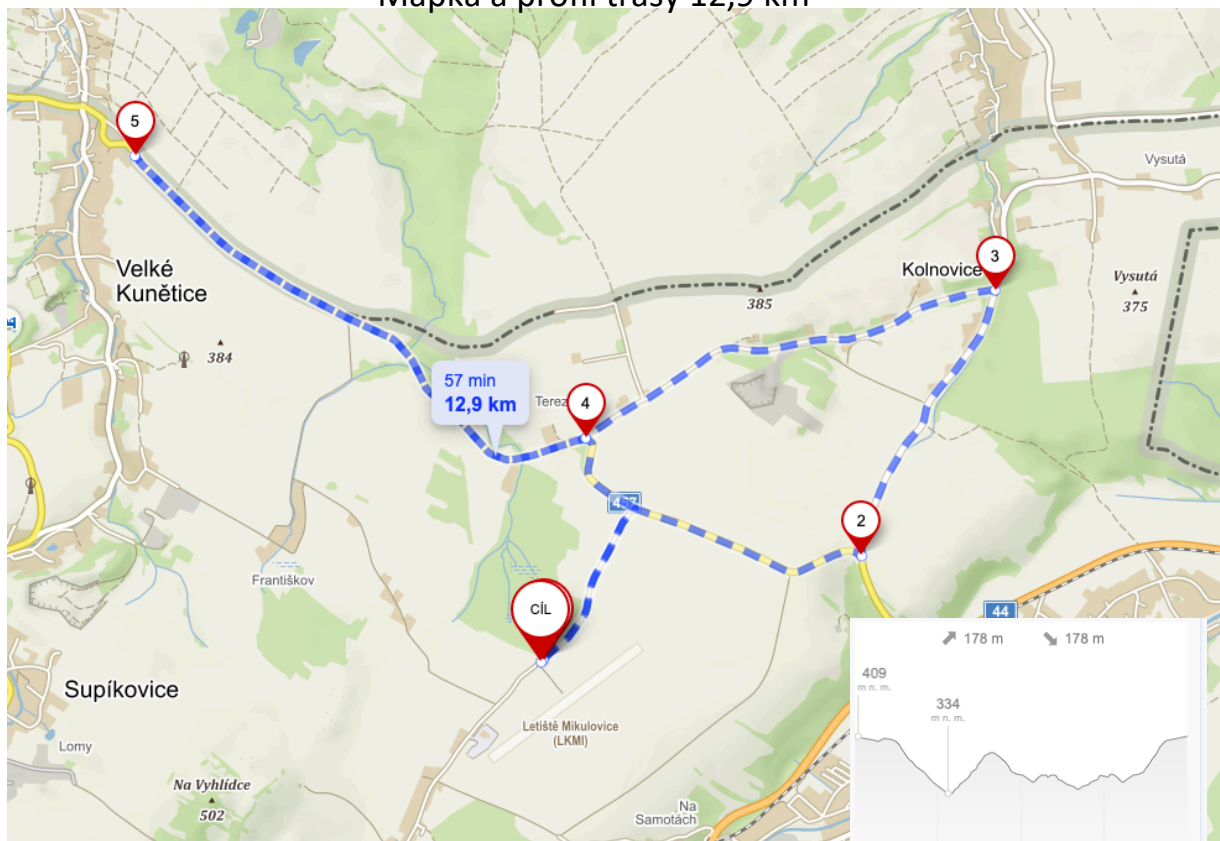 Mapka a profil trasy 12,9 km
5
Vysutá
Velké
Kunětice
Kolnovice
3
Vysutá
375
385
384
57 min
12,9 km
4
2
44
Františkov
CÍL
178 m
178 m
409
m n. m.
334
m n. m.
Supíkovice
Letiště Mikulovice
(LKMI)
Lomy
Na Vyhlídce
502
Na
Samotách